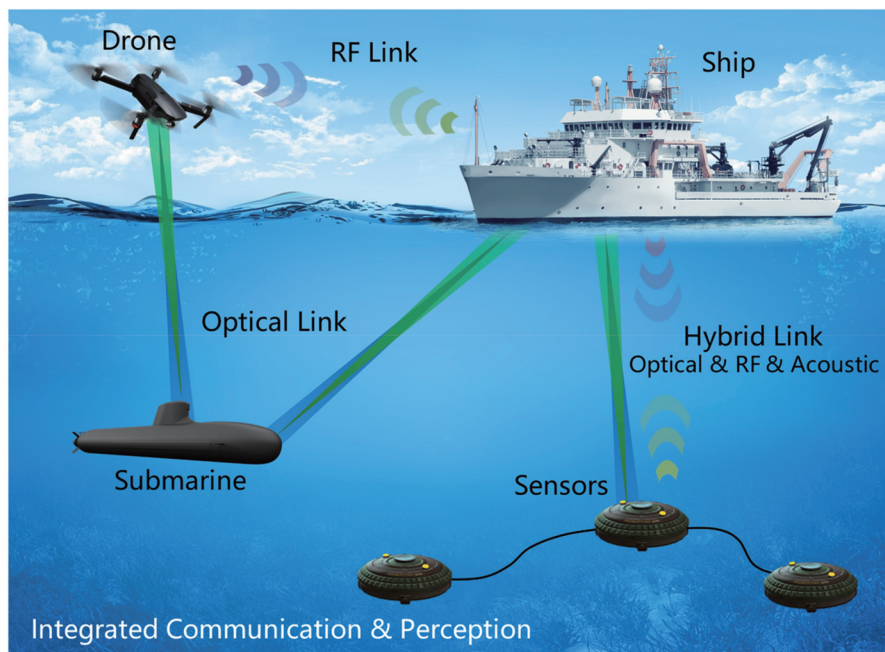 Drone
RF Link
Ship
Optical Link
Hybrid Link
Optical & RF & Acoustic
Submarine
Sensors
Integrated Communication & Perception